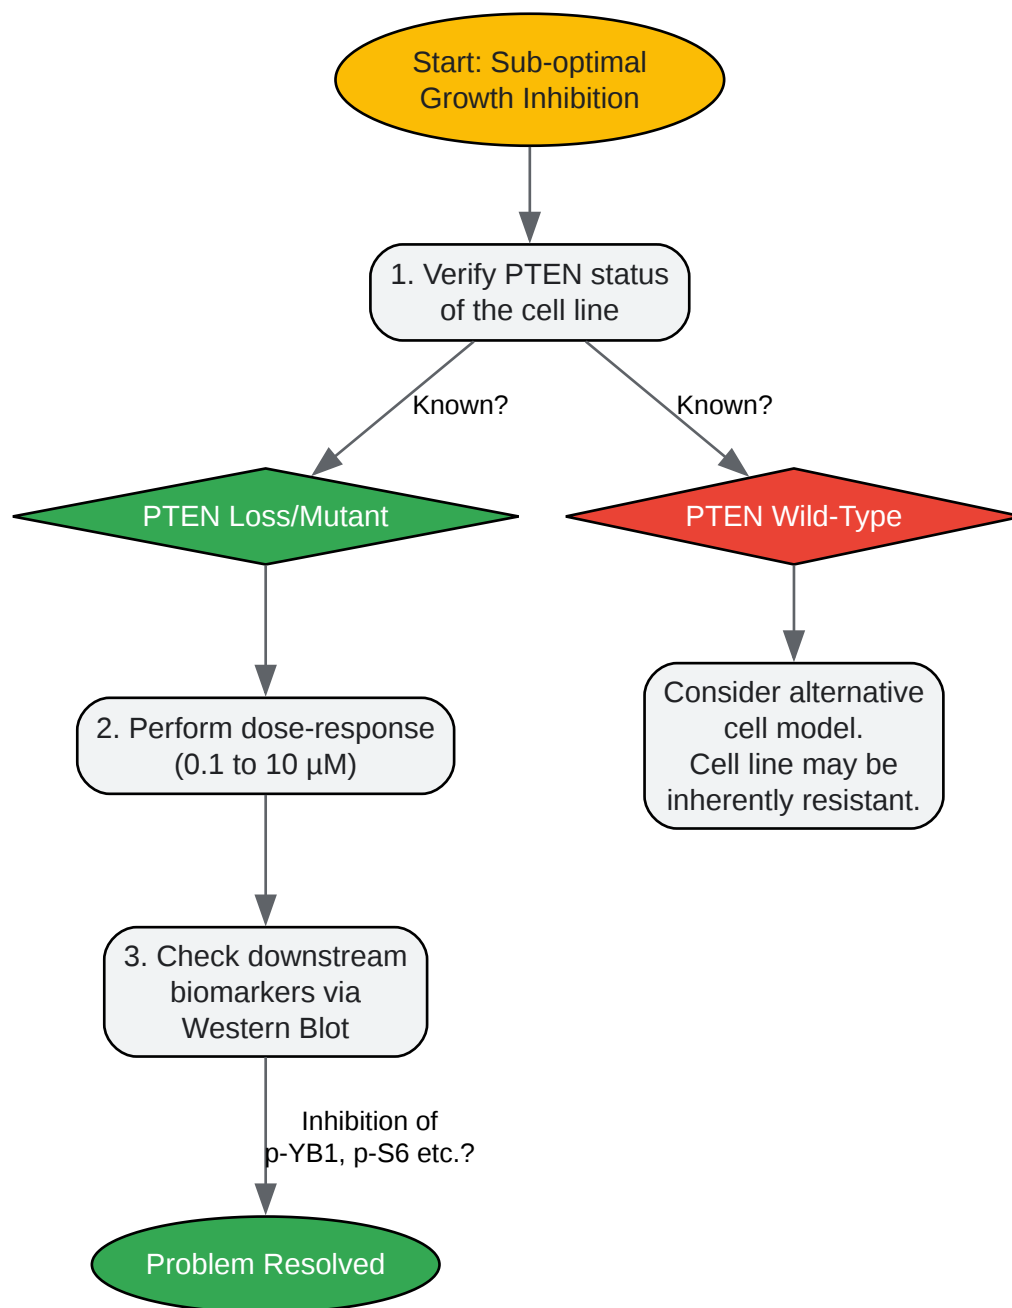 Start: Sub-optimal
Growth Inhibition
1. Verify PTEN status
of the cell line
Known?
Known?
PTEN Loss/Mutant
PTEN Wild-Type
2. Perform dose-response
(0.1 to 10 µM)
Consider alternative
cell model.
Cell line may be
inherently resistant.
3. Check downstream
biomarkers via
Western Blot
Inhibition of
p-YB1, p-S6 etc.?
Problem Resolved